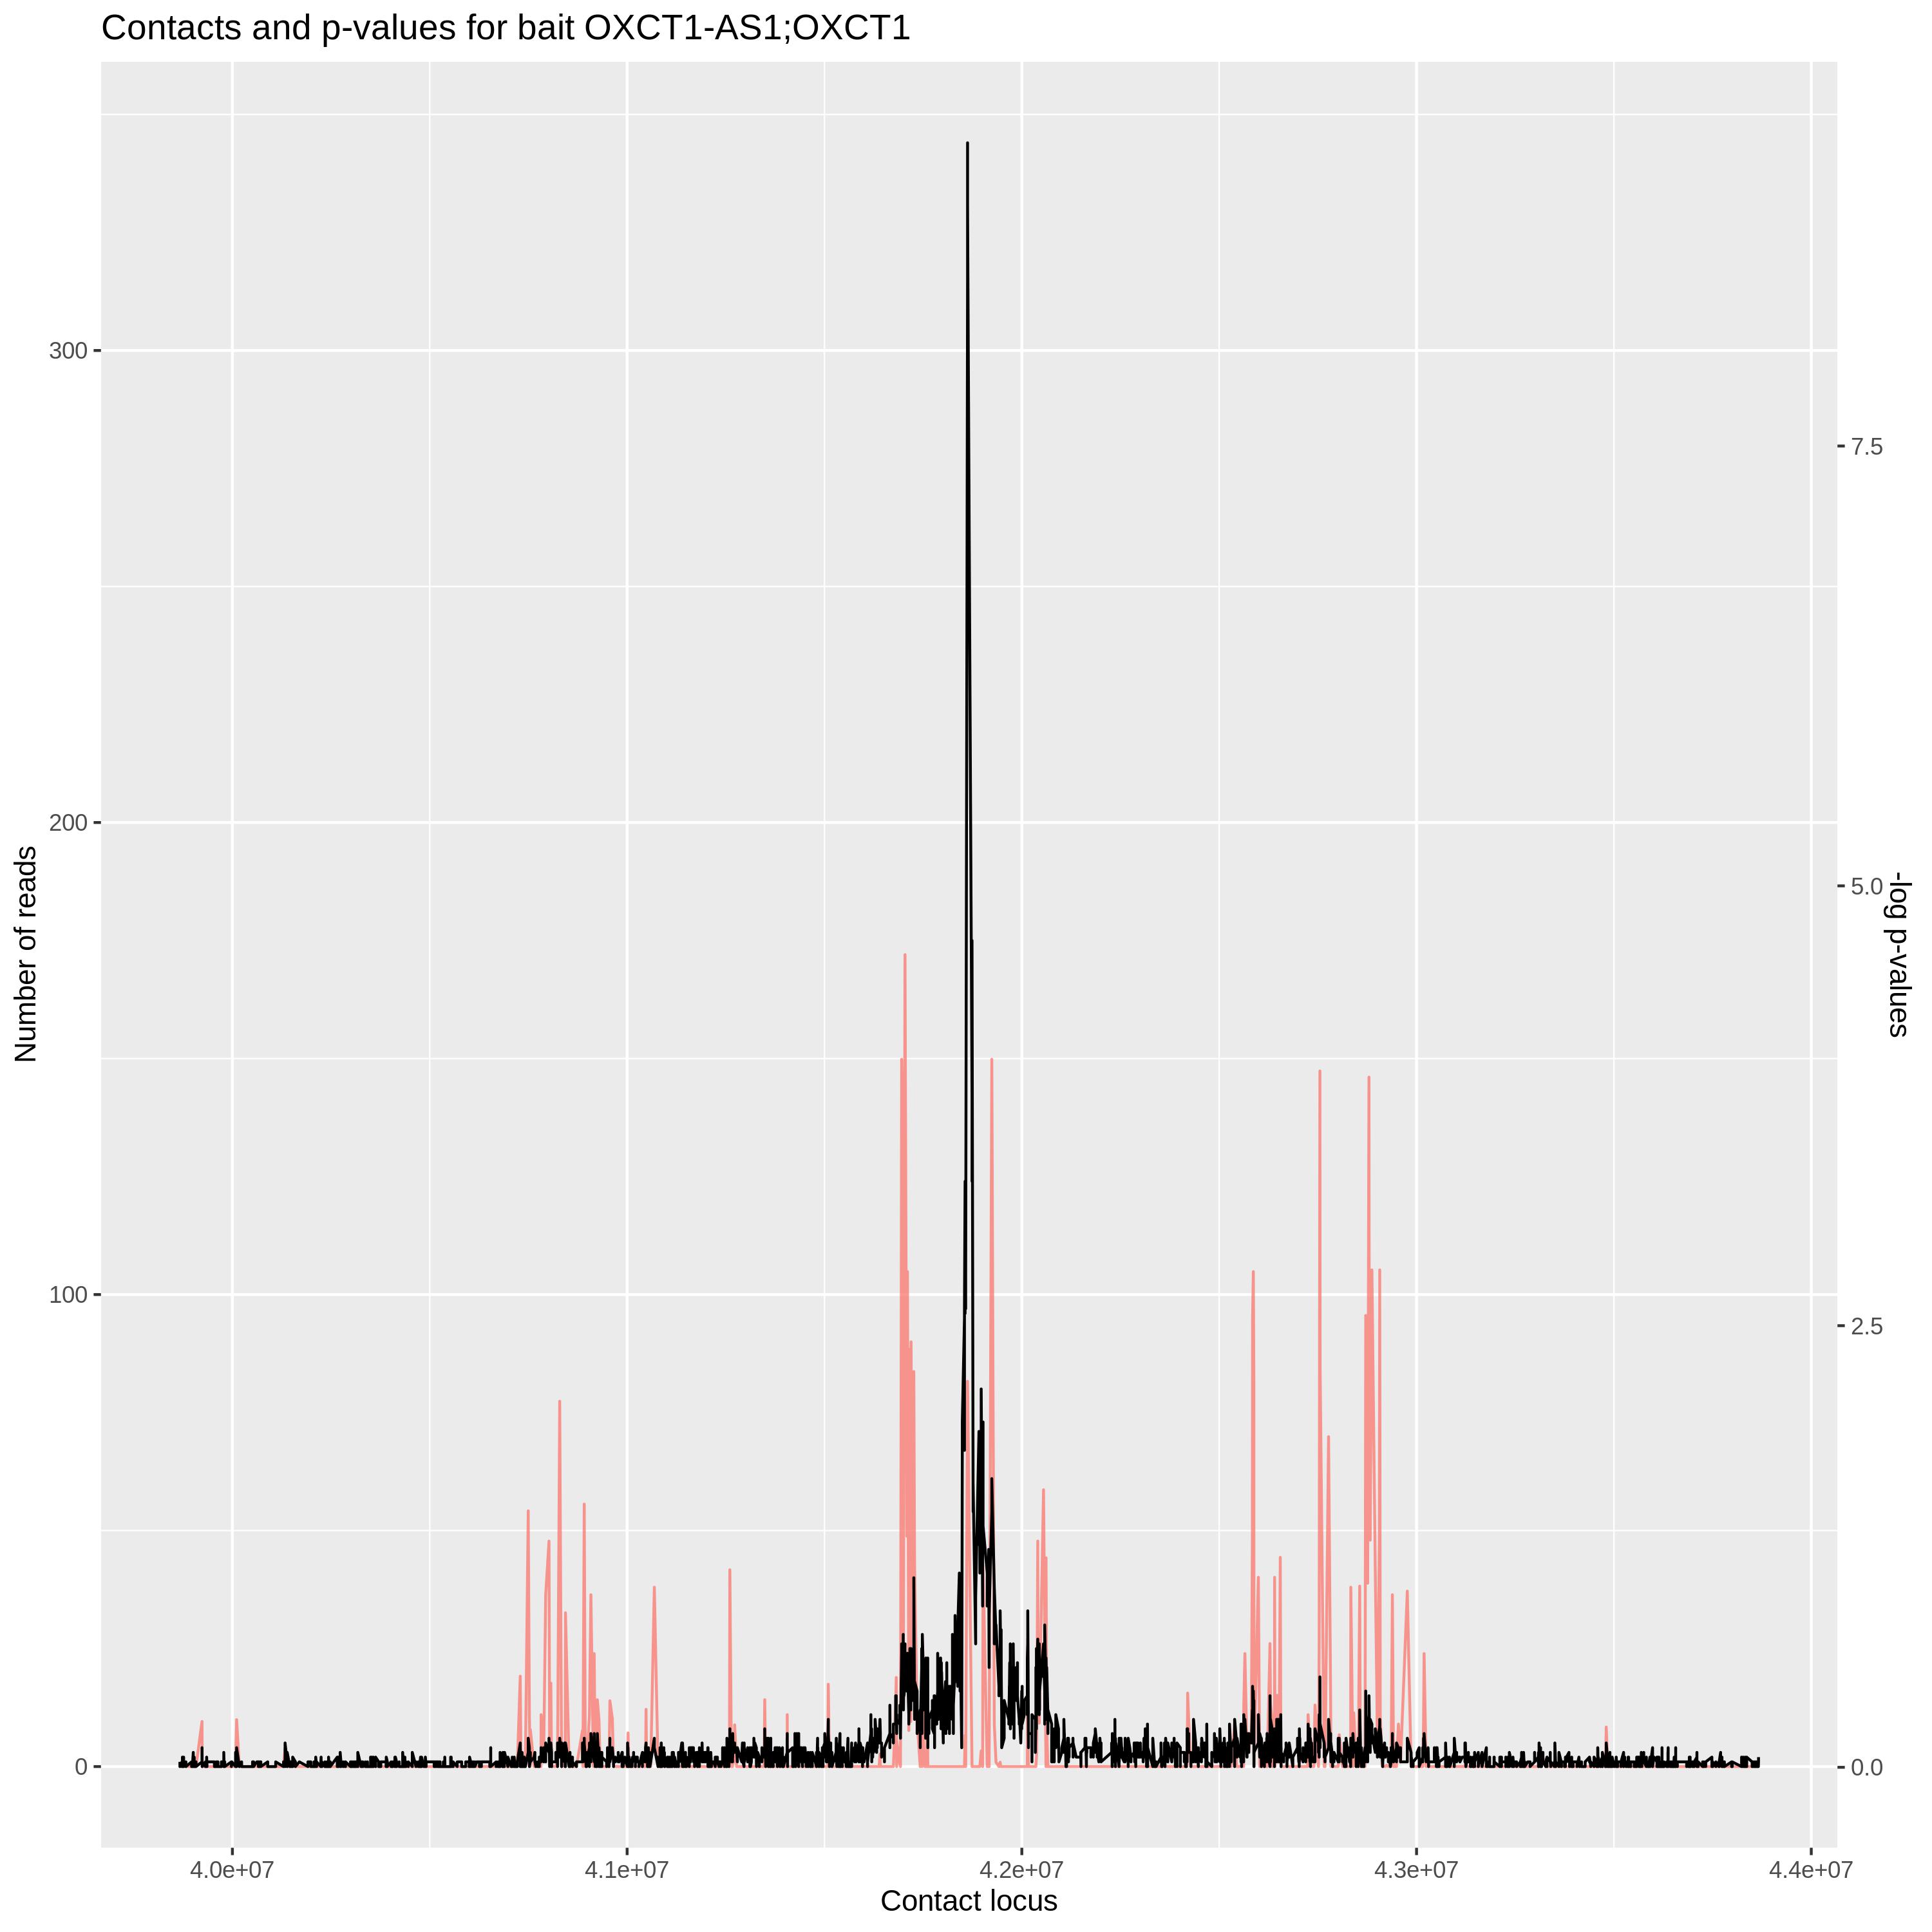 Contacts and p-values for bait OXCT1-AS1;OXCT1
300
200
100
0
Number of reads
7.5
5.0
2.5
0.0
-log p-values
4.0e+07 4.1e+07 4.2e+07 4.3e+07 4.4e+07
Contact locus